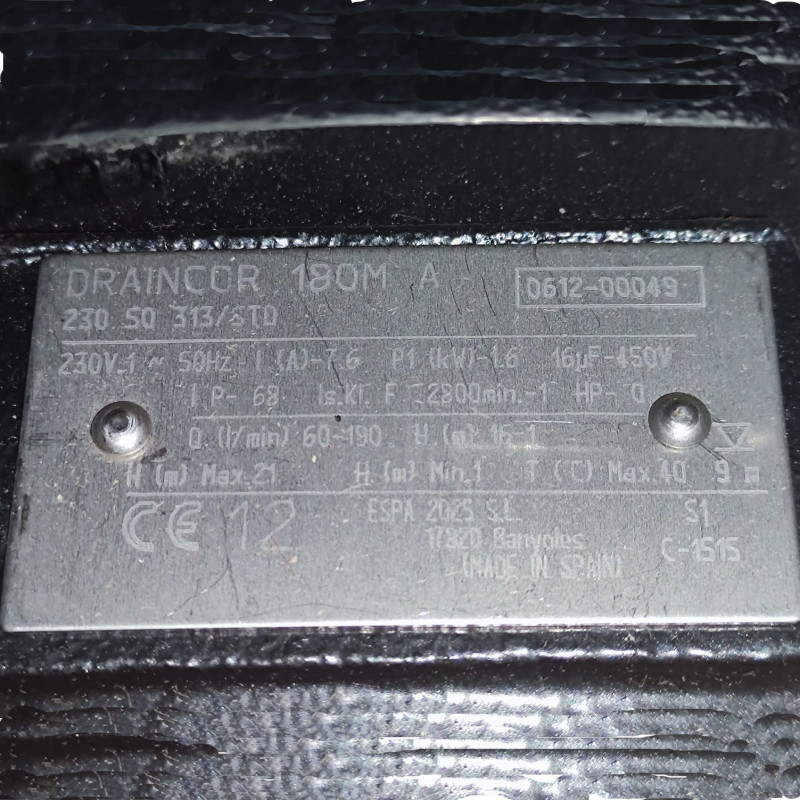 DRAINCOR 180M A
0612-00049
230 50 313/STD
230V.1 ~ 50Hz - I (A)-7.6 P1 (kW)-1.6 16µF-450V
I P- 68 Is.Kl. F 2800min.-1 HP- 0
Q (l/min) 60-190 H (m) 16-1
H (m) Max.21 H (m) Min.1 T (C) Max.40 9 m
CE 12 ESPA 2025 S.L. S1
17820 Banyoles C-1515
(MADE IN SPAIN)